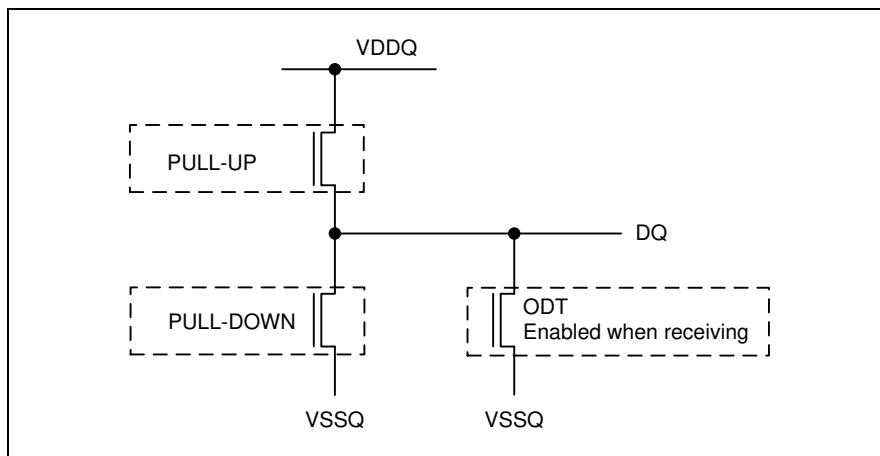 VDDQ
PULL-UP
DQ
PULL-DOWN
ODT
Enabled when receiving
VSSQ
VSSQ